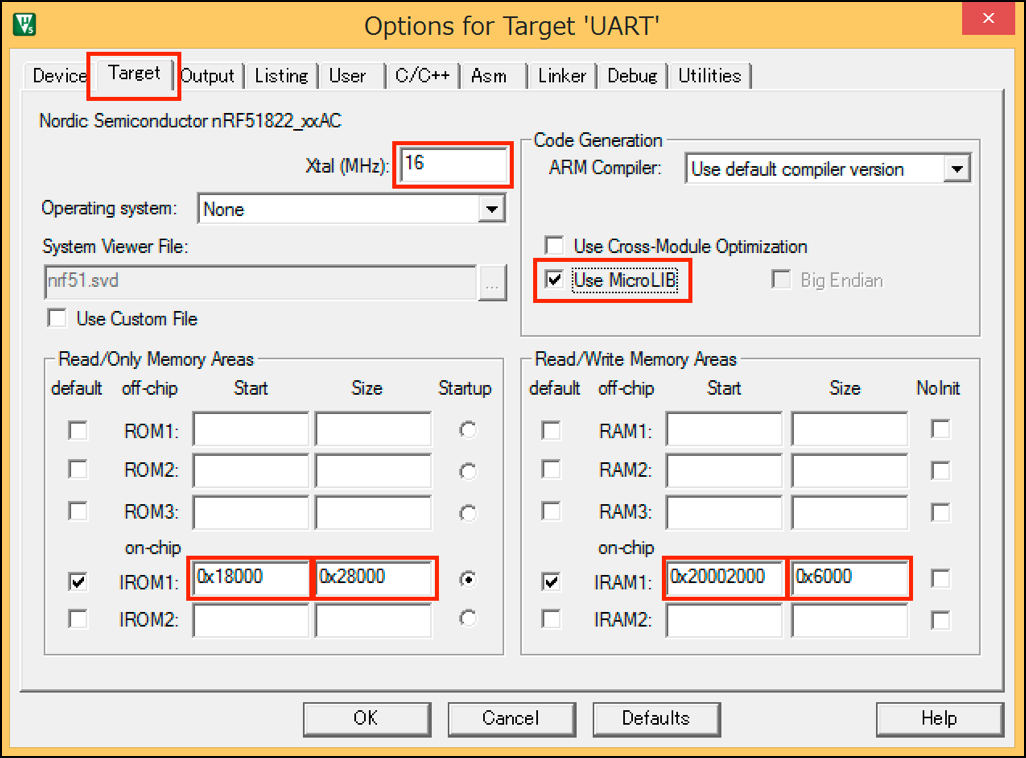 Options for Target 'UART'
Device Target Output Listing User C/C++ Asm Linker Debug Utilities
Nordic Semiconductor nRF51822_xxAC
Xtal (MHz): 16
Operating system: None
System Viewer File:
nrf51.svd ...
Use Custom File
Code Generation
ARM Compiler: Use default compiler version
Use Cross-Module Optimization
Use MicroLIB Big Endian
Read/Only Memory Areas
default off-chip Start Size Startup
ROM1:
ROM2:
ROM3:
on-chip
IROM1: 0x18000 0x28000
IROM2:
Read/Write Memory Areas
default off-chip Start Size NoInit
RAM1:
RAM2:
RAM3:
on-chip
IRAM1: 0x20002000 0x6000
IRAM2:
OK Cancel Defaults Help